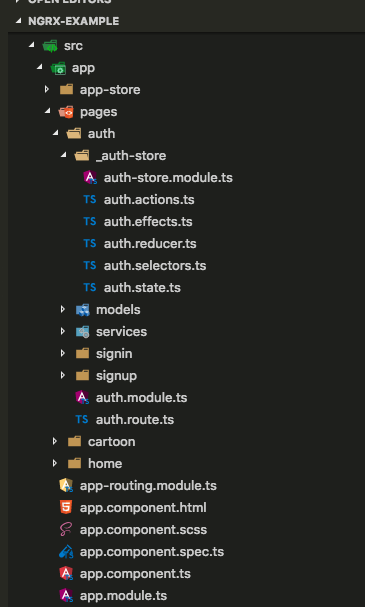 OPEN EDITORS
NGRX-EXAMPLE
src
app
app-store
pages
auth
_auth-store
auth-store.module.ts
TS auth.actions.ts
TS auth.effects.ts
TS auth.reducer.ts
TS auth.selectors.ts
TS auth.state.ts
models
services
signin
signup
auth.module.ts
TS auth.route.ts
cartoon
home
app-routing.module.ts
app.component.html
app.component.scss
app.component.spec.ts
app.component.ts
app.module.ts